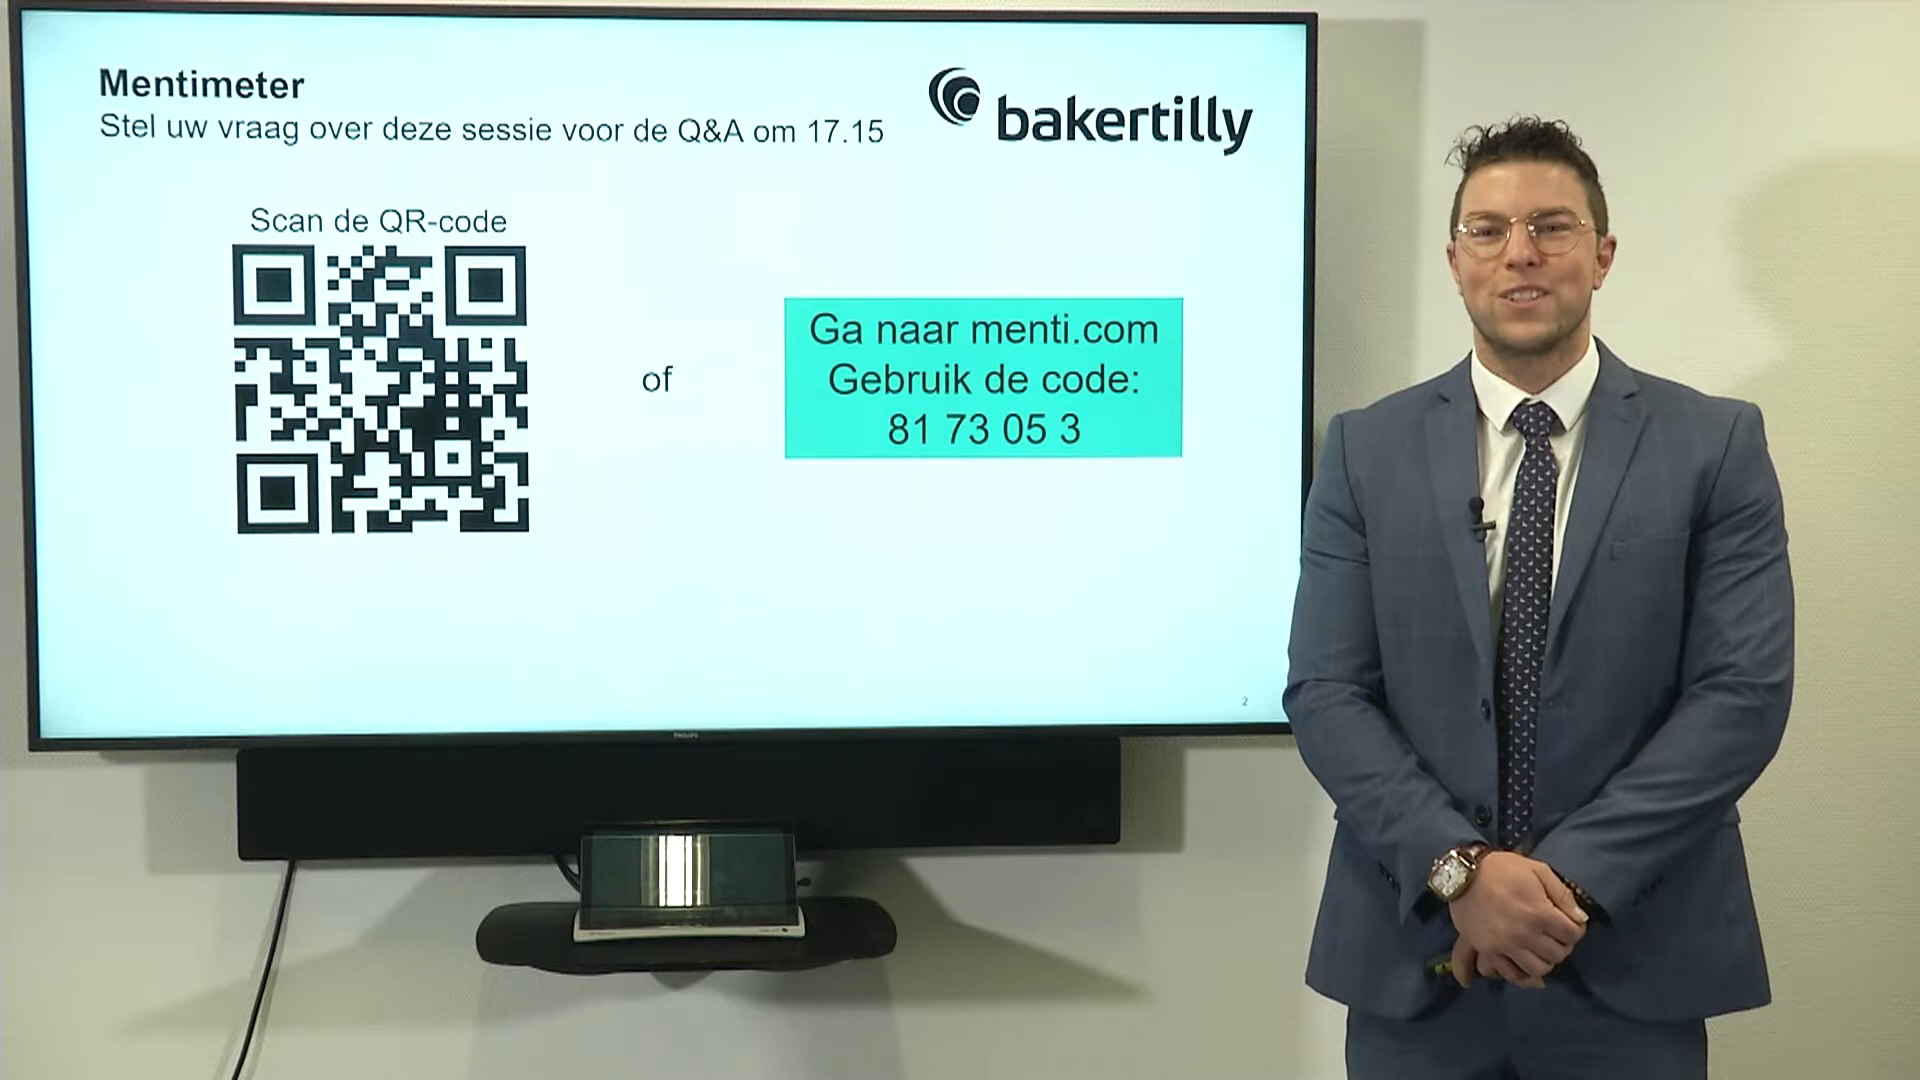 Mentimeter
Stel uw vraag over deze sessie voor de Q&A om 17.15
bakertilly
Scan de QR-code
of
Ga naar menti.com
Gebruik de code:
81 73 05 3
2
PHILIPS